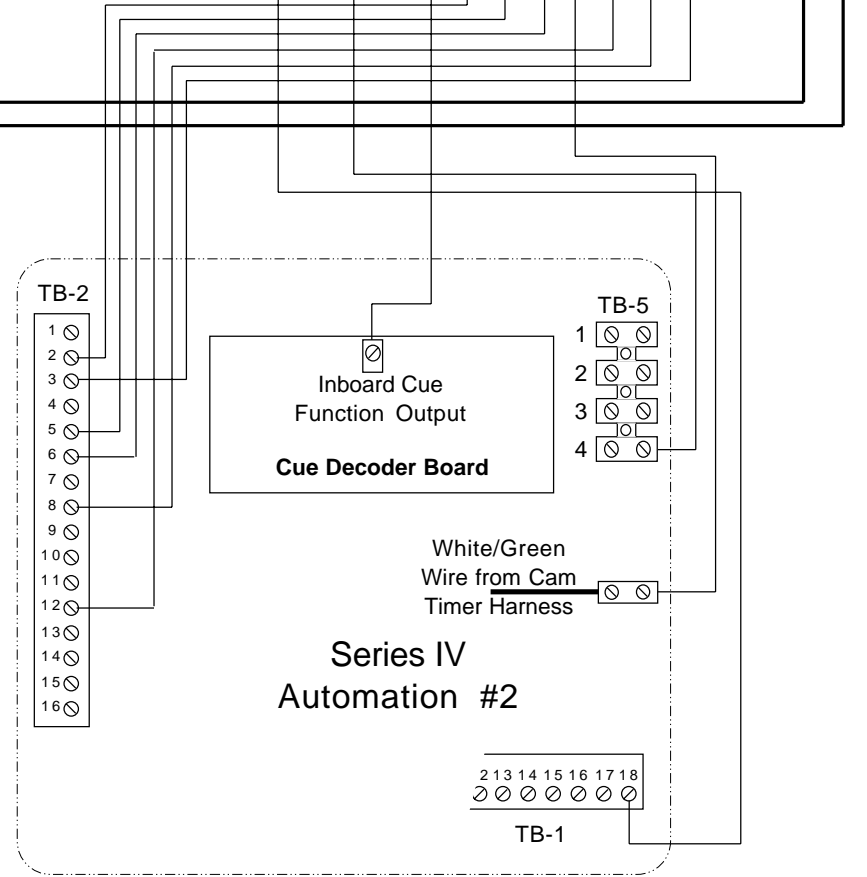 TB-2
1
2
3
4
5
6
7
8
9
10
11
12
13
14
15
16
Inboard Cue
Function Output
Cue Decoder Board
TB-5
1
2
3
4
White/Green
Wire from Cam
Timer Harness
Series IV
Automation #2
2 13 14 15 16 17 18
TB-1